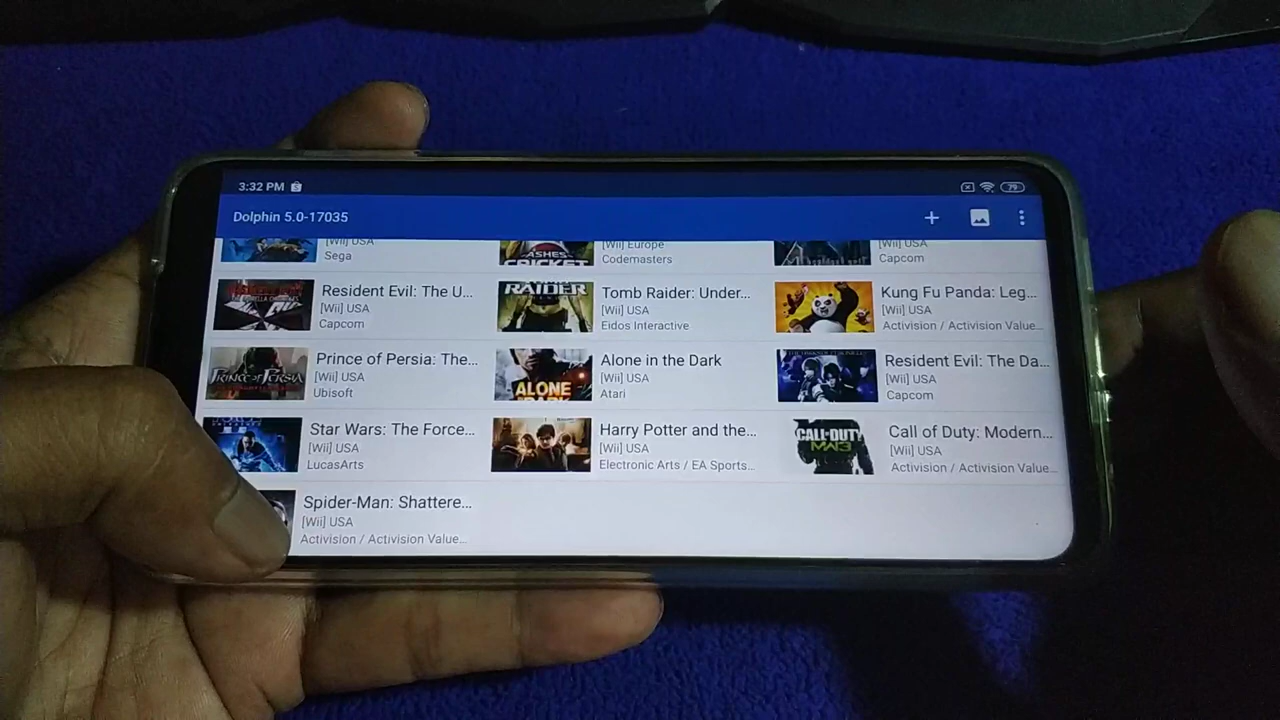 3:32 PM
79
Dolphin 5.0-17035
[Wii] USA
Sega
ASHES
CRICKET
[Wii] Europe
Codemasters
[Wii] USA
Capcom
Resident Evil: The U...
[Wii] USA
Capcom
RAIDER
Tomb Raider: Under...
[Wii] USA
Eidos Interactive
Kung Fu Panda: Leg...
[Wii] USA
Activision / Activision Value...
PRINCE OF PERSIA
Prince of Persia: The...
[Wii] USA
Ubisoft
ALONE
Alone in the Dark
[Wii] USA
Atari
Resident Evil: The Da...
[Wii] USA
Capcom
Star Wars: The Force...
[Wii] USA
LucasArts
Harry Potter and the...
[Wii] USA
Electronic Arts / EA Sports...
CALL OF DUTY
MW3
Call of Duty: Modern...
[Wii] USA
Activision / Activision Value...
Spider-Man: Shattere...
[Wii] USA
Activision / Activision Value...